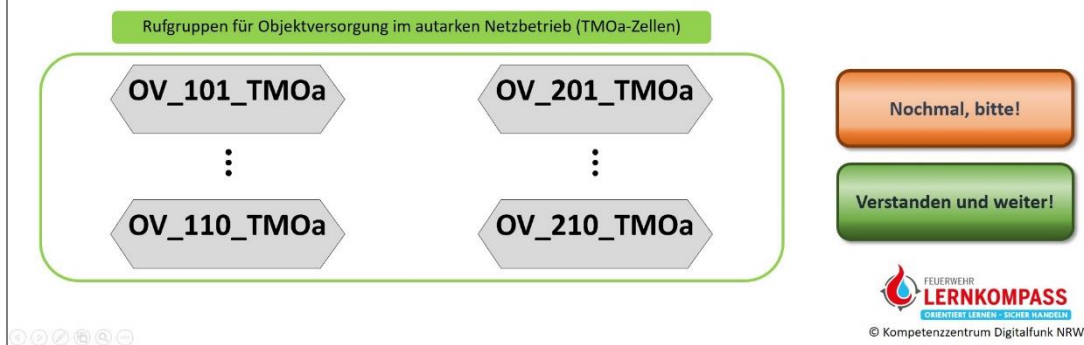 Rufgruppen für Objektversorgung im autarken Netzbetrieb (TMOa-Zellen)
OV_101_TMOa
OV_201_TMOa
OV_110_TMOa
OV_210_TMOa
Nochmal, bitte!
Verstanden und weiter!
FEUERWEHR
LERNKOMPASS
ORIENTIERT LERNEN - SICHER HANDELN
© Kompetenzzentrum Digitalfunk NRW